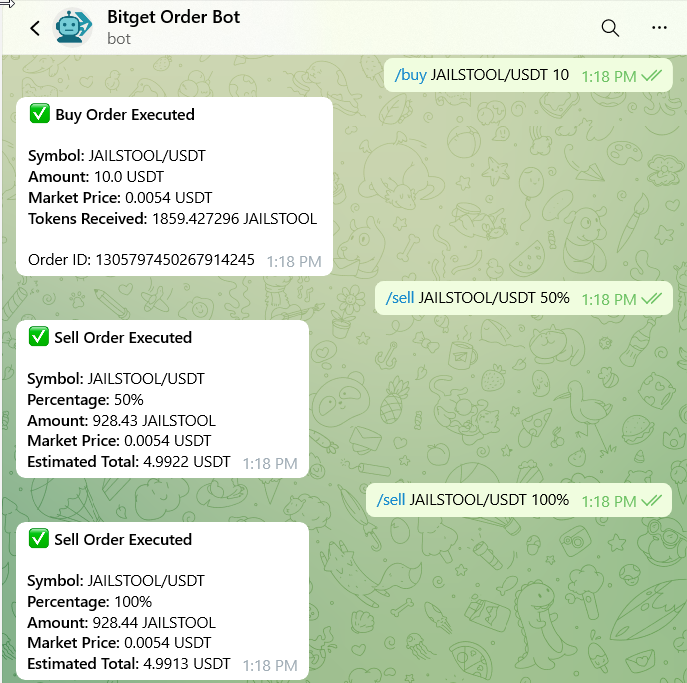 Bitget Order Bot
bot
/buy JAILSTOOL/USDT 10 1:18 PM
✅ Buy Order Executed
Symbol: JAILSTOOL/USDT
Amount: 10.0 USDT
Market Price: 0.0054 USDT
Tokens Received: 1859.427296 JAILSTOOL
Order ID: 1305797450267914245 1:18 PM
/sell JAILSTOOL/USDT 50% 1:18 PM
✅ Sell Order Executed
Symbol: JAILSTOOL/USDT
Percentage: 50%
Amount: 928.43 JAILSTOOL
Market Price: 0.0054 USDT
Estimated Total: 4.9922 USDT 1:18 PM
/sell JAILSTOOL/USDT 100% 1:18 PM
✅ Sell Order Executed
Symbol: JAILSTOOL/USDT
Percentage: 100%
Amount: 928.44 JAILSTOOL
Market Price: 0.0054 USDT
Estimated Total: 4.9913 USDT 1:18 PM